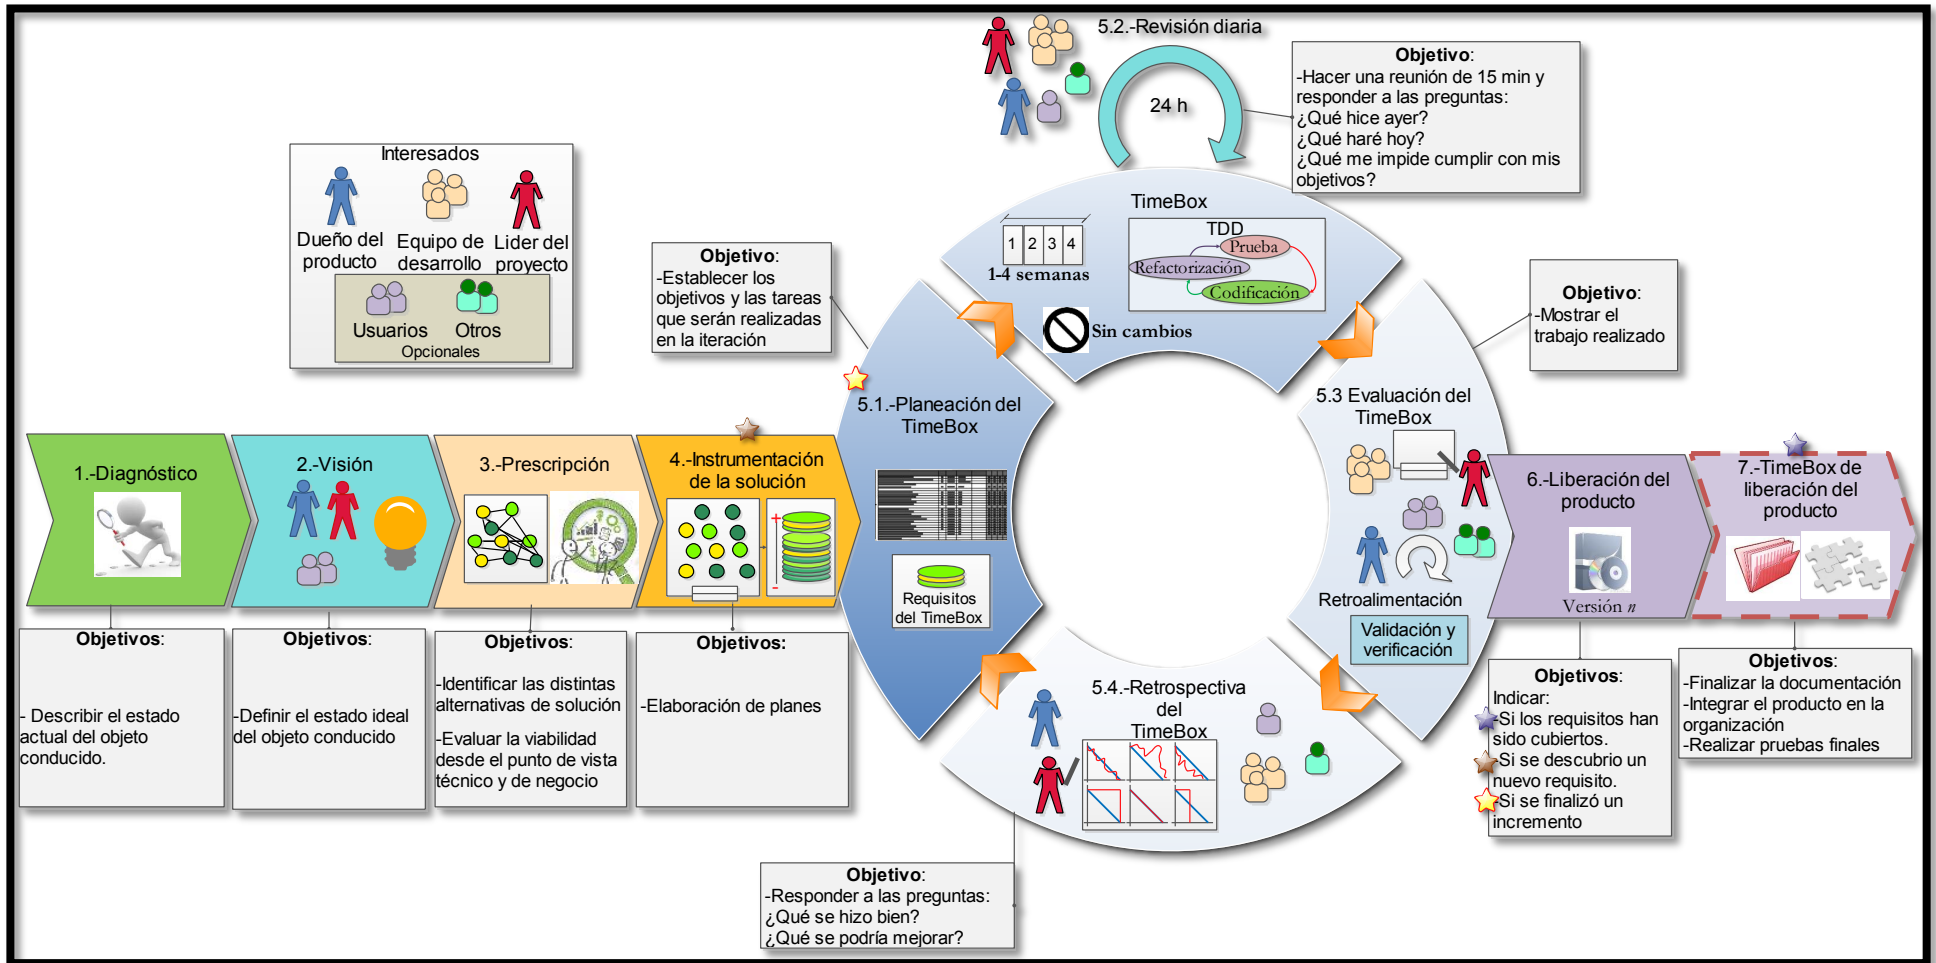 5.2.-Revisión diaria
24 h
Objetivo:
-Hacer una reunión de 15 min y
responder a las preguntas:
¿Qué hice ayer?
¿Qué haré hoy?
¿Qué me impide cumplir con mis
objetivos?
Interesados
Dueño del
producto
Equipo de
desarrollo
Lider del
proyecto
Usuarios
Otros
Opcionales
Objetivo:
-Establecer los
objetivos y las tareas
que serán realizadas
en la iteración
TimeBox
1 2 3 4
1-4 semanas
Sin cambios
TDD
Prueba
Refactorización
Codificación
Objetivo:
-Mostrar el
trabajo realizado
1.-Diagnóstico
2.-Visión
3.-Prescripción
4.-Instrumentación
de la solución
+
-
5.1.-Planeación del
TimeBox
Requisitos
del TimeBox
5.3 Evaluación del
TimeBox
Retroalimentación
Validación y
verificación
6.-Liberación del
producto
Versión n
7.-TimeBox de
liberación del
producto
5.4.-Retrospectiva
del
TimeBox
Objetivos:
- Describir el estado
actual del objeto
conducido.
Objetivos:
-Definir el estado ideal
del objeto conducido
Objetivos:
-Identificar las distintas
alternativas de solución
-Evaluar la viabilidad
desde el punto de vista
técnico y de negocio
Objetivos:
-Elaboración de planes
Objetivos:
Indicar:
-Si los requisitos han
sido cubiertos.
-Si se descubrio un
nuevo requisito.
-Si se finalizó un
incremento
Objetivos:
-Finalizar la documentación
-Integrar el producto en la
organización
-Realizar pruebas finales
Objetivo:
-Responder a las preguntas:
¿Qué se hizo bien?
¿Qué se podría mejorar?